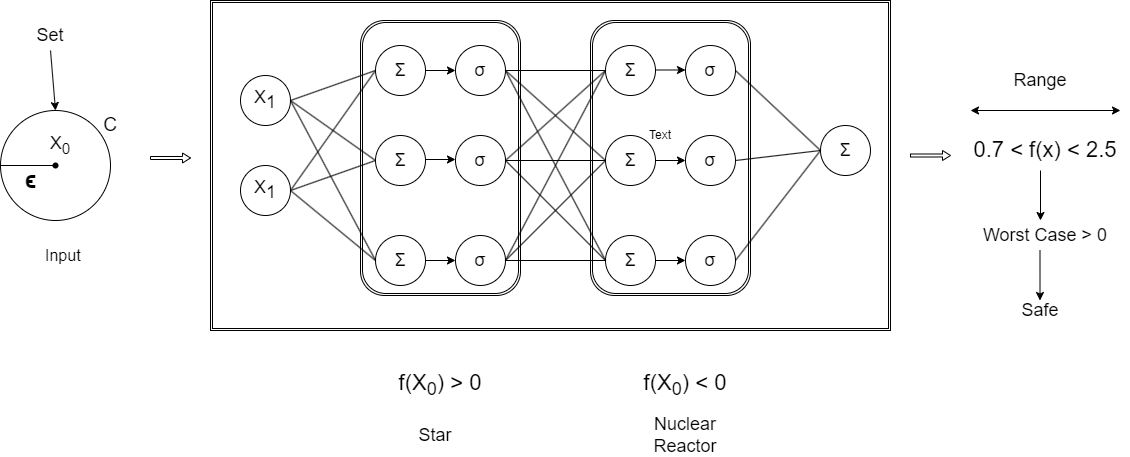 Set
C
X₀
ϵ
Input
X₁
X₁
Σ
σ
Σ
σ
Σ
σ
Σ
σ
Text
Σ
σ
Σ
σ
Σ
Range
0.7 < f(x) < 2.5
Worst Case > 0
Safe
f(X₀) > 0
Star
f(X₀) < 0
Nuclear
Reactor